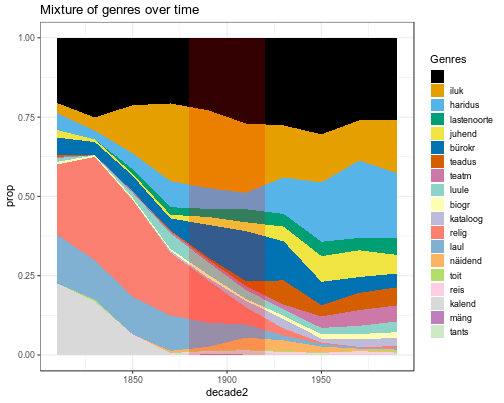 Mixture of genres over time
prop
1.00
0.75
0.50
0.25
0.00
1850
1900
1950
decade2
Genres
iluk
haridus
lastenoorte
juhend
bürokr
teadus
teatm
luule
biogr
kataloog
relig
laul
näidend
toit
reis
kalend
mäng
tants